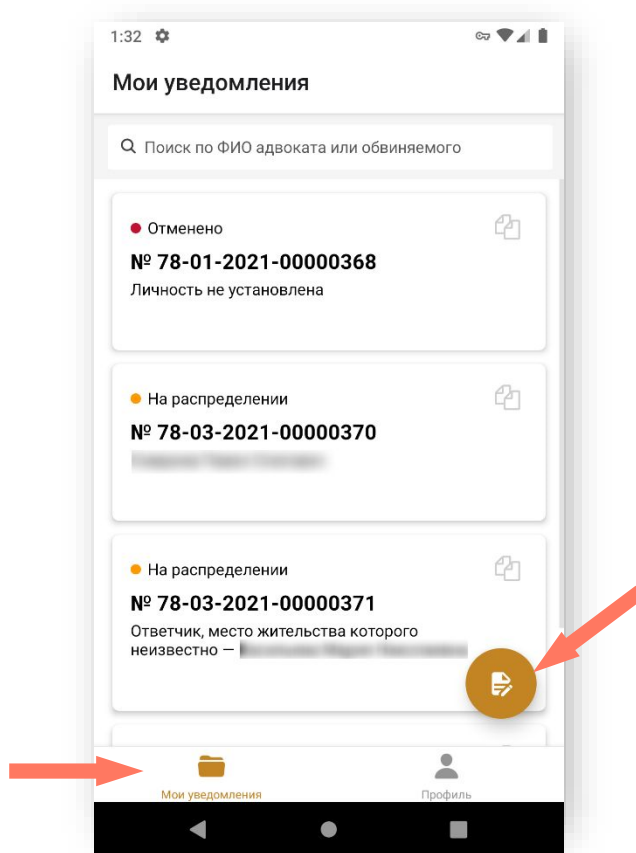 1:32
Мои уведомления
Поиск по ФИО адвоката или обвиняемого
Отменено
№ 78-01-2021-00000368
Личность не установлена
На распределении
№ 78-03-2021-00000370
На распределении
№ 78-03-2021-00000371
Ответчик, место жительства которого
неизвестно –
Мои уведомления
Профиль